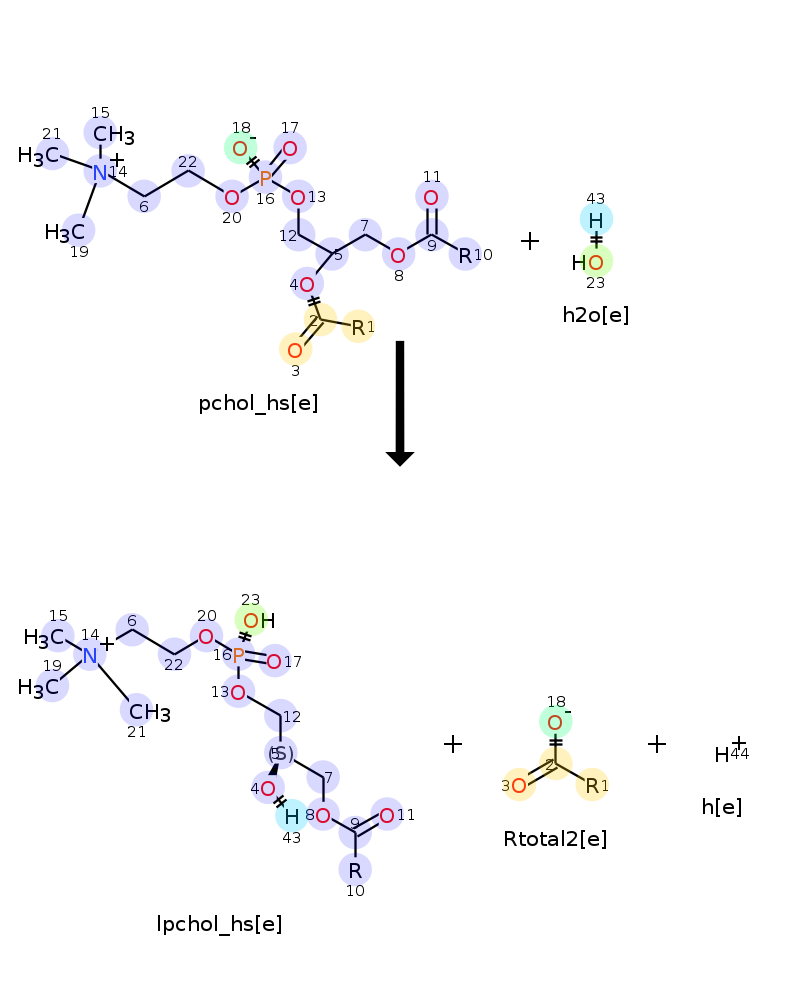 18 17
15
O⁻ O
21 CH₃
H₃C + 22 11
N 14 P 43
6 O 16 O 13 O H
20
H₃C 12 7 9 + HO
19 5 O R 10 23
8
4 O h2o[e]
2 R 1
O
3
pchol_hs[e]
23
15 6 20 OH
H₃C 14 + O
N 16 P O 17
19 22
H₃C 13 O
21 CH₃ 12 18
O⁻
5 (S) + + H⁺ 44
7 2
4 O 3 O R 1
H 8 O 9 O 11 h[e]
43
Rtotal2[e]
R
10
lpchol_hs[e]